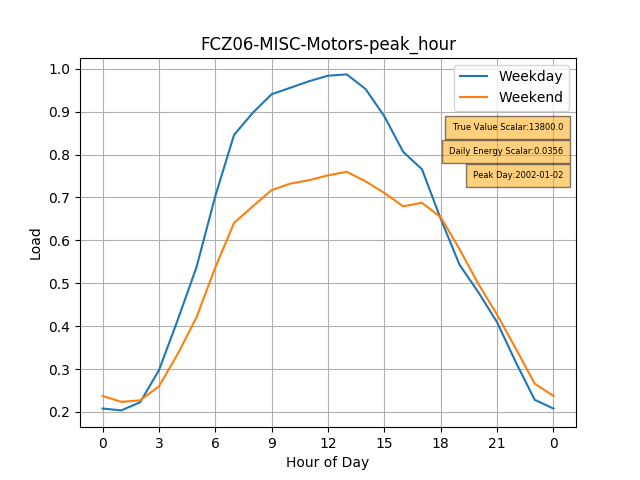 FCZ06-MISC-Motors-peak_hour
1.0
0.9
0.8
0.7
0.6
0.5
0.4
0.3
0.2
Load
Weekday
Weekend
True Value Scalar:13800.0
Daily Energy Scalar:0.0356
Peak Day:2002-01-02
0 3 6 9 12 15 18 21 0
Hour of Day